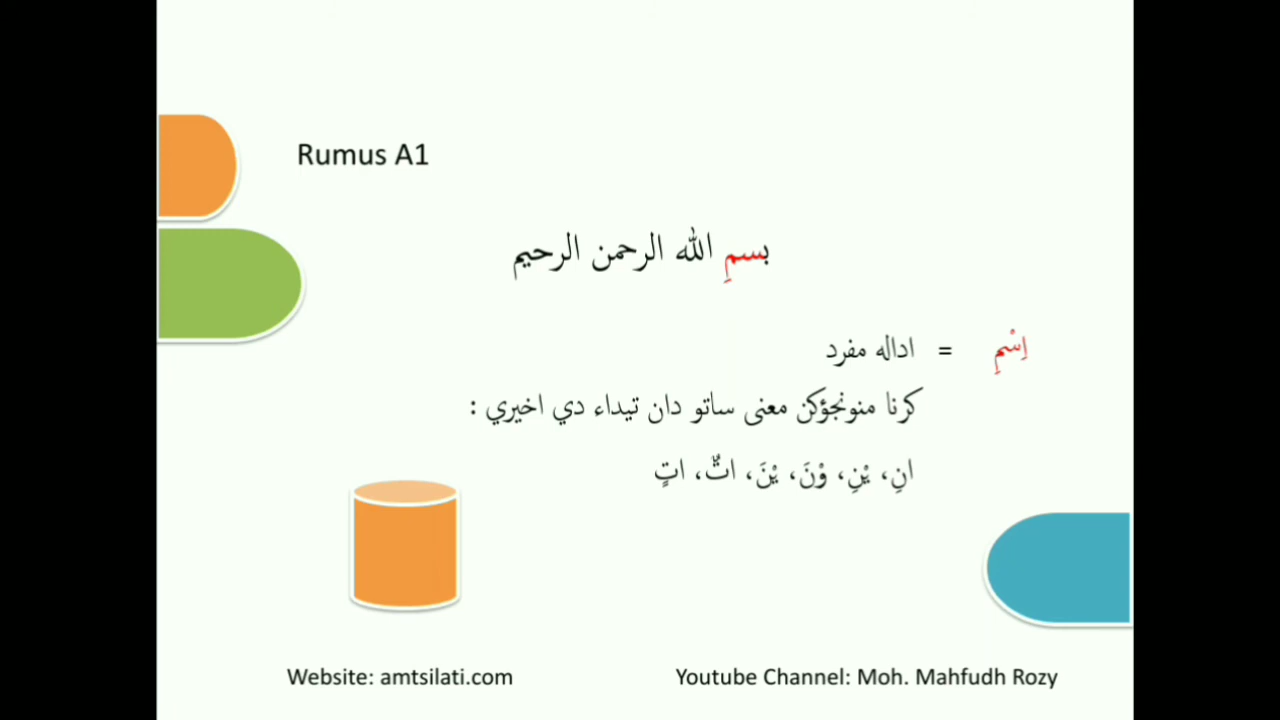 Rumus A1
بسمِ الله الرحمن الرحيم
اِسْمِ = اداله مفرد
كرنا منونجؤكن معنى ساتو دان تيداء دي اخيري :
انِ، يْنِ، وْنَ، يْنَ، اتٌ، اتٍ
Website: amtsilati.com
Youtube Channel: Moh. Mahfudh Rozy